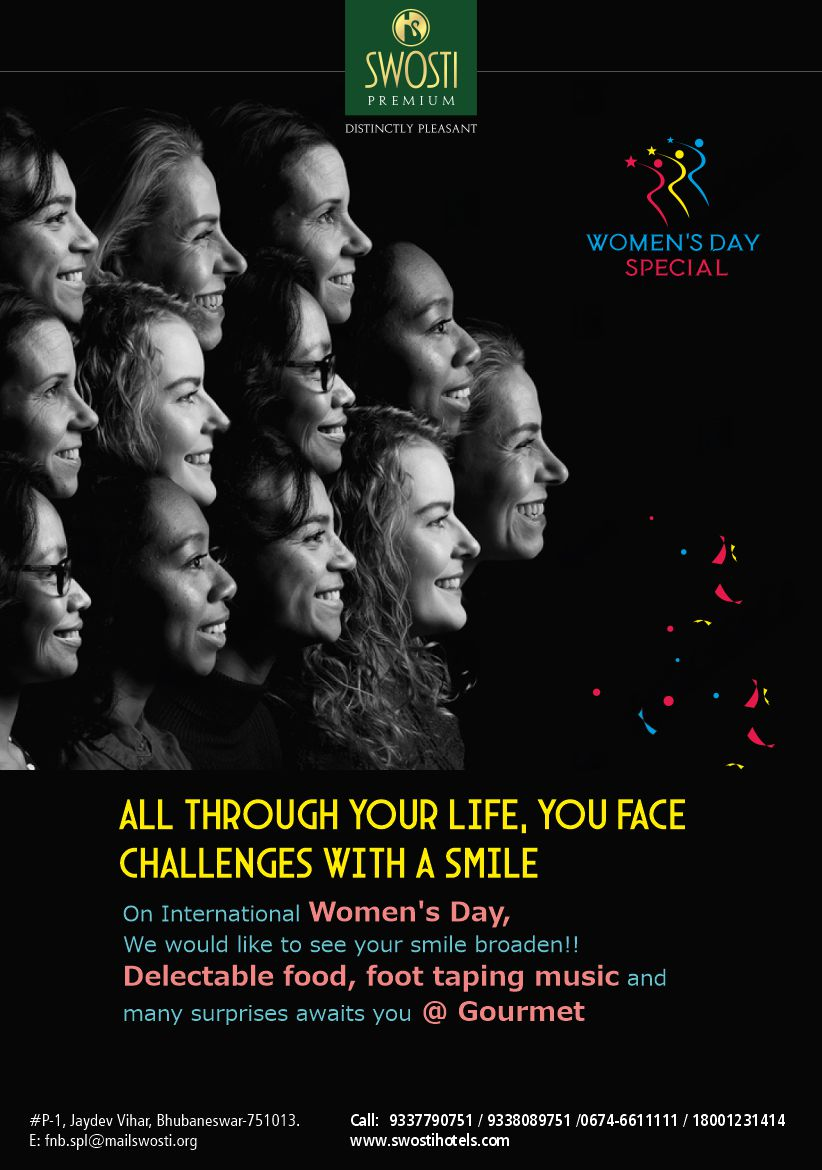 SWOSTI
PREMIUM
DISTINCTLY PLEASANT
WOMEN'S DAY
SPECIAL
ALL THROUGH YOUR LIFE, YOU FACE
CHALLENGES WITH A SMILE
On International Women's Day,
We would like to see your smile broaden!!
Delectable food, foot taping music and
many surprises awaits you @ Gourmet
#P-1, Jaydev Vihar, Bhubaneswar-751013.
E: fnb.spl@mailswosti.org
Call: 9337790751 / 9338089751 /0674-6611111 / 18001231414
www.swostihotels.com